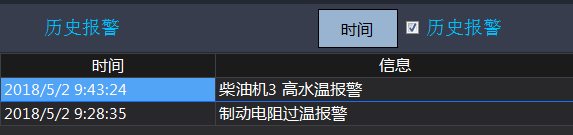 历史报警 时间 历史报警
时间 信息
2018/5/2 9:43:24 柴油机3 高水温报警
2018/5/2 9:28:35 制动电阻过温报警